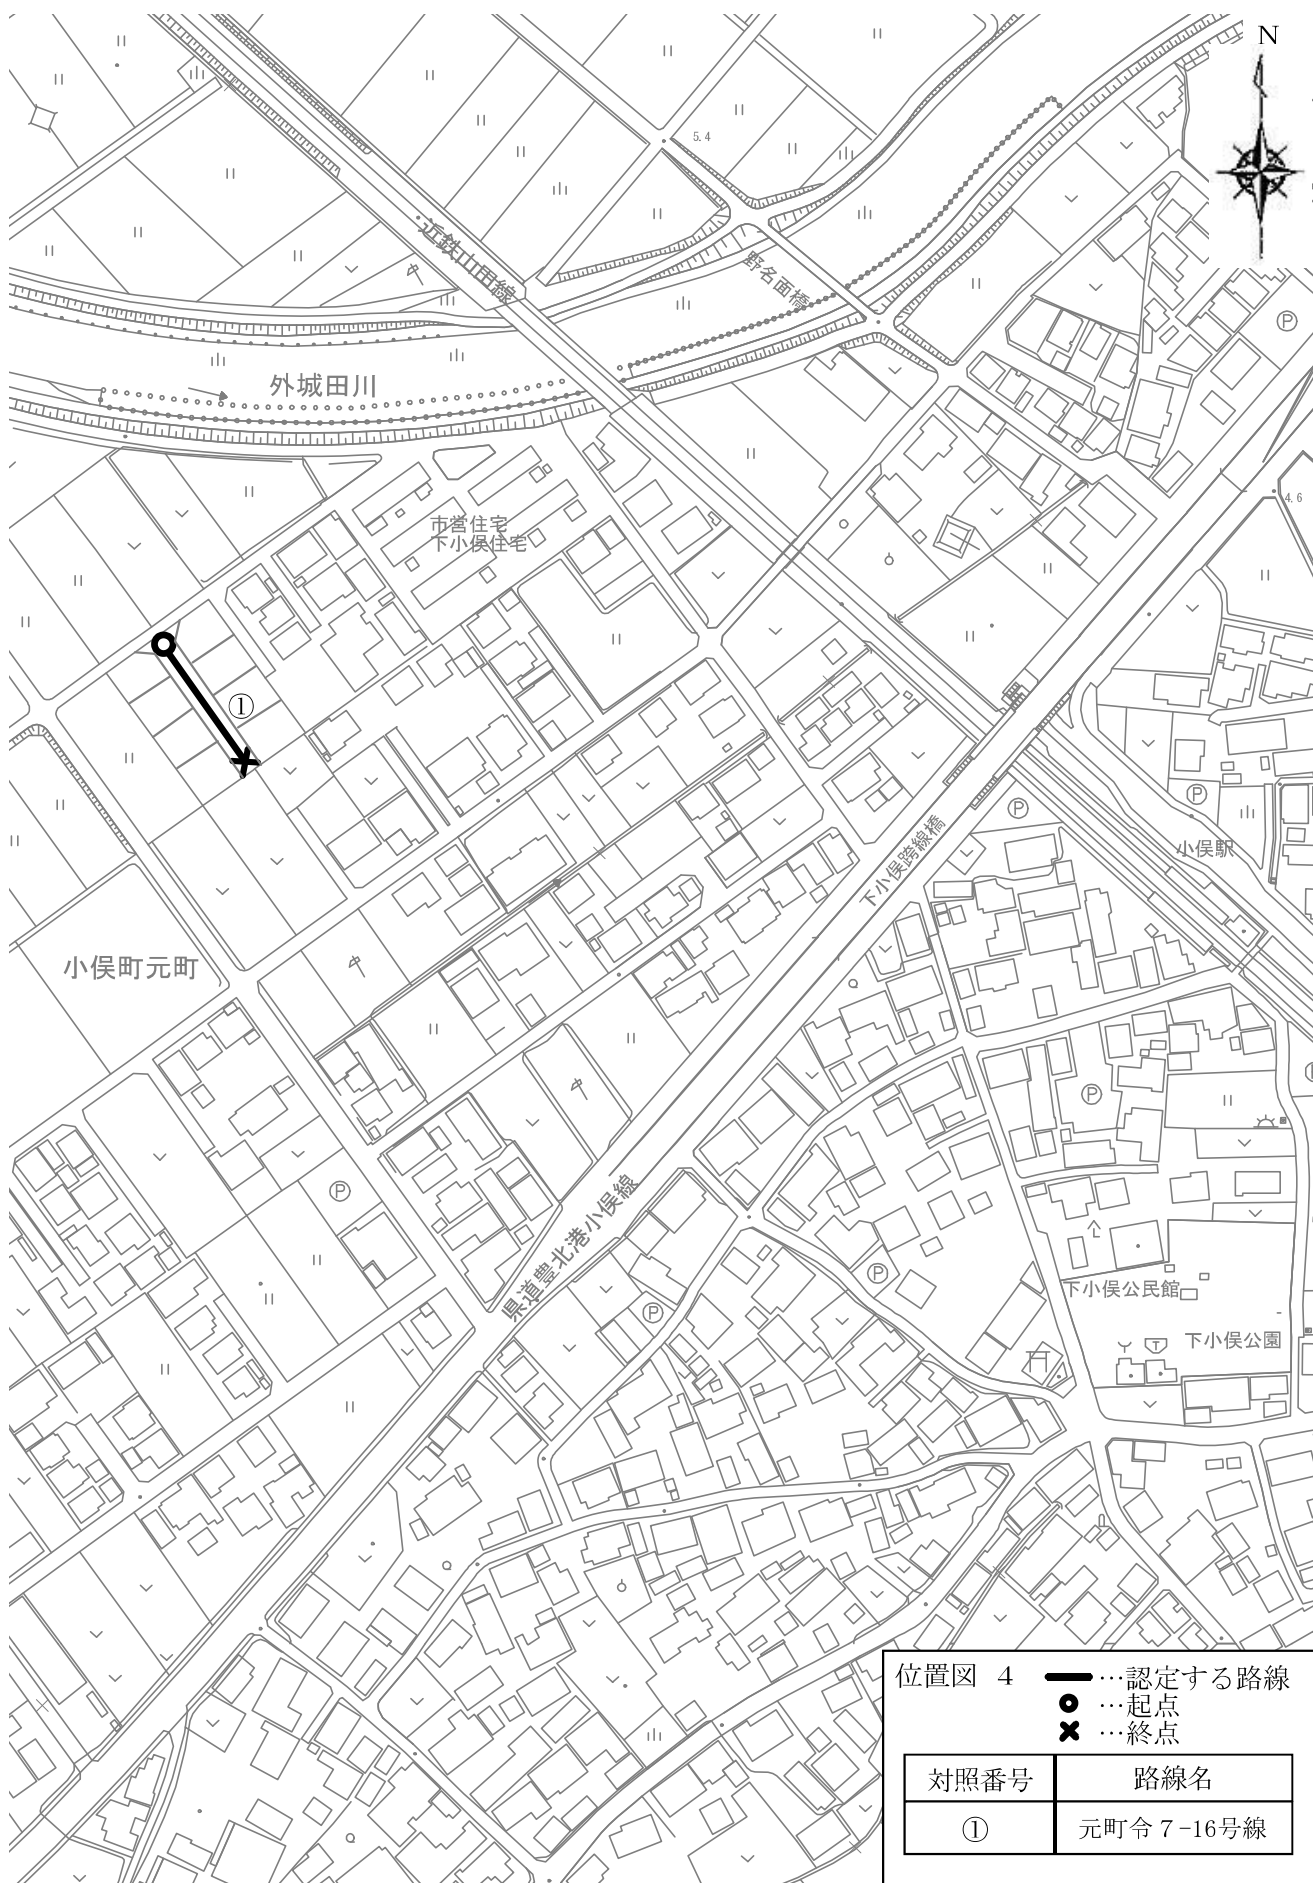 N
5.4
近鉄山田線
野名面橋
P
外城田川
4.6
市営住宅
下小俣住宅
①
P
P
下小俣跨線橋
小俣駅
小俣町元町
P
P
県道豊北港小俣線
P
P
下小俣公民館
下小俣公園
位置図 4
…認定する路線
…起点
…終点
対照番号 路線名
① 元町令7-16号線